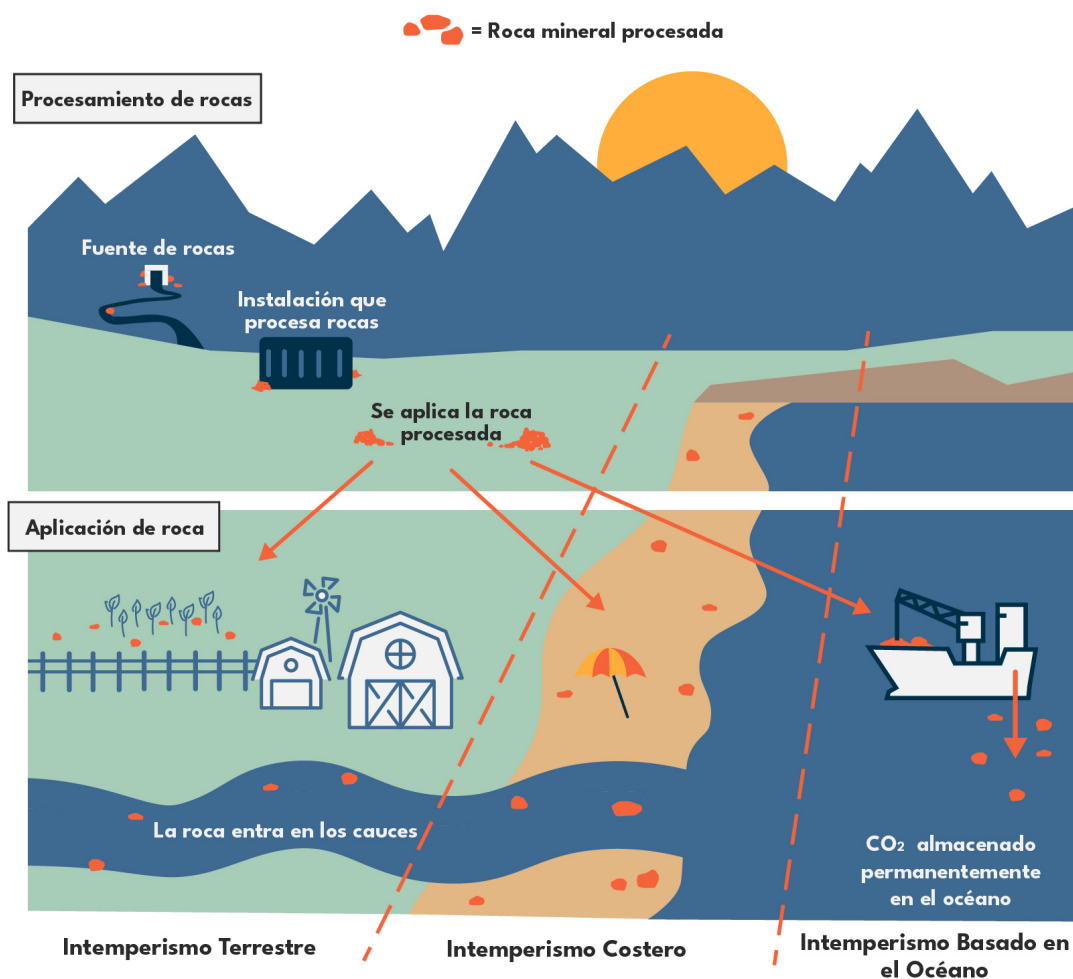 = Roca mineral procesada
Procesamiento de rocas
Fuente de rocas
Instalación que
procesa rocas
Se aplica la roca
procesada
Aplicación de roca
La roca entra en los cauces
CO₂ almacenado
permanentemente
en el océano
Intemperismo Terrestre
Intemperismo Costero
Intemperismo Basado en
el Océano